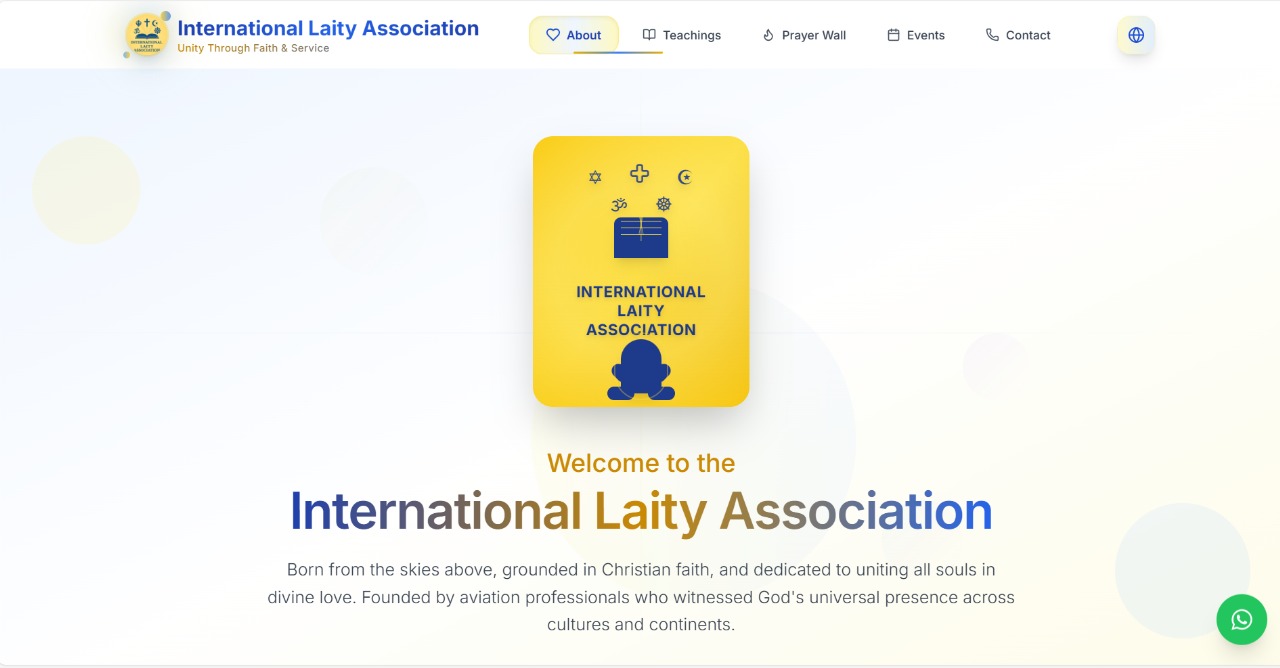 International Laity Association
Unity Through Faith & Service
About
Teachings
Prayer Wall
Events
Contact
INTERNATIONAL
LAITY
ASSOCIATION
Welcome to the
International Laity Association
Born from the skies above, grounded in Christian faith, and dedicated to uniting all souls in
divine love. Founded by aviation professionals who witnessed God's universal presence across
cultures and continents.